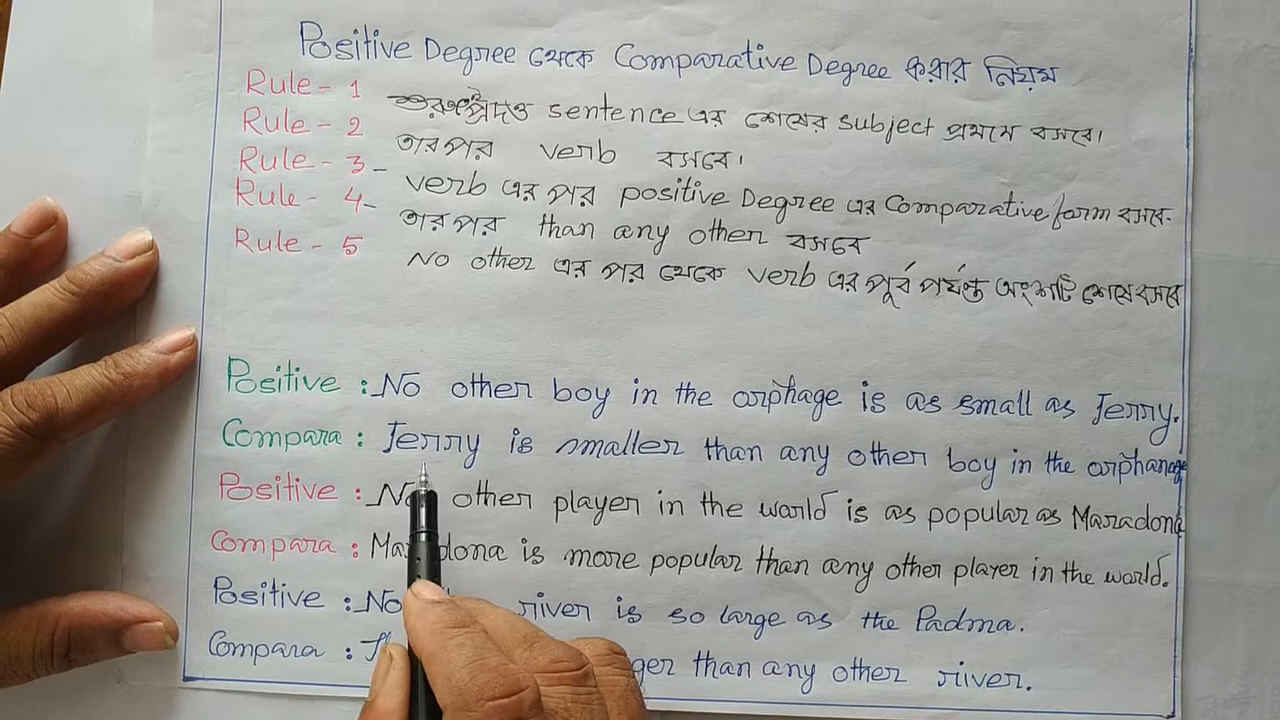 Positive Degree থেকে Comparative Degree করার নিয়ম
Rule - 1 প্রদত্ত sentence এর শেষের subject প্রথমে বসবে।
Rule - 2 তারপর verb বসবে।
Rule - 3 - verb এর পর positive Degree এর Comparative form বসবে.
Rule - 4 - তারপর than any other বসবে
Rule - 5 No other এর পর থেকে verb এর পূর্ব পর্যন্ত অংশটি শেষে বসবে
Positive : No other boy in the orphage is as small as Jerry.
Compara : Jerry is smaller than any other boy in the orphanage
Positive : No other player in the world is as popular as Maradona
Compara : Maradona is more popular than any other player in the world.
Positive : No river is so large as the Padma.
Compara : than any other river.